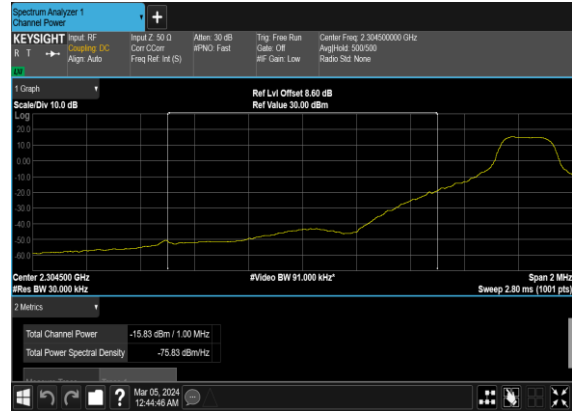 Spectrum Analyzer 1
Channel Power
KEYSIGHT Input: RF Input Z: 50 Ω Atten: 30 dB Trig: Free Run Center Freq: 2.304500000 GHz
R T Coupling: DC Corr CCorr #PNO: Fast Gate: Off Avg|Hold: 500/500
Align: Auto Freq Ref: Int (S) #IF Gain: Low Radio Std: None
LM
1 Graph
Scale/Div 10.0 dB
Ref Lvl Offset 8.60 dB
Ref Value 30.00 dBm
Log
20.0
10.0
0.00
-10.0
-20.0
-30.0
-40.0
-50.0
-60.0
Center 2.304500 GHz #Video BW 91.000 kHz* Span 2 MHz
#Res BW 30.000 kHz Sweep 2.80 ms (1001 pts)
2 Metrics
Total Channel Power -15.83 dBm / 1.00 MHz
Total Power Spectral Density -75.83 dBm/Hz
?
Mar 05, 2024
12:44:46 AM